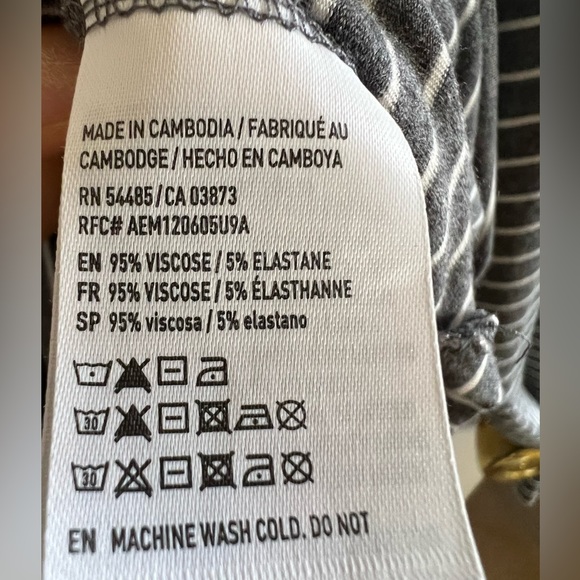 MADE IN CAMBODIA / FABRIQUÉ AU
CAMBODGE / HECHO EN CAMBOYA
RN 54485 / CA 03873
RFC# AEM120605U9A
EN 95% VISCOSE / 5% ELASTANE
FR 95% VISCOSE / 5% ÉLASTHANNE
SP 95% viscosa / 5% elastano
30
30
EN MACHINE WASH COLD. DO NOT